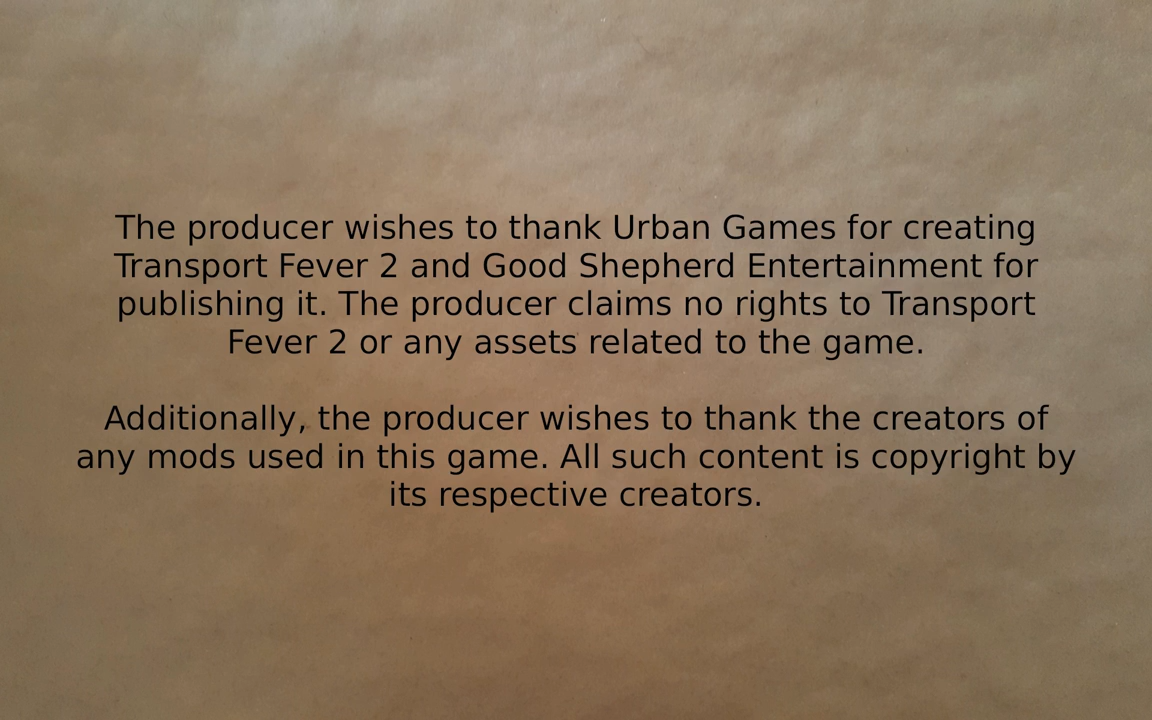 The producer wishes to thank Urban Games for creating
Transport Fever 2 and Good Shepherd Entertainment for
publishing it. The producer claims no rights to Transport
Fever 2 or any assets related to the game.
Additionally, the producer wishes to thank the creators of
any mods used in this game. All such content is copyright by
its respective creators.